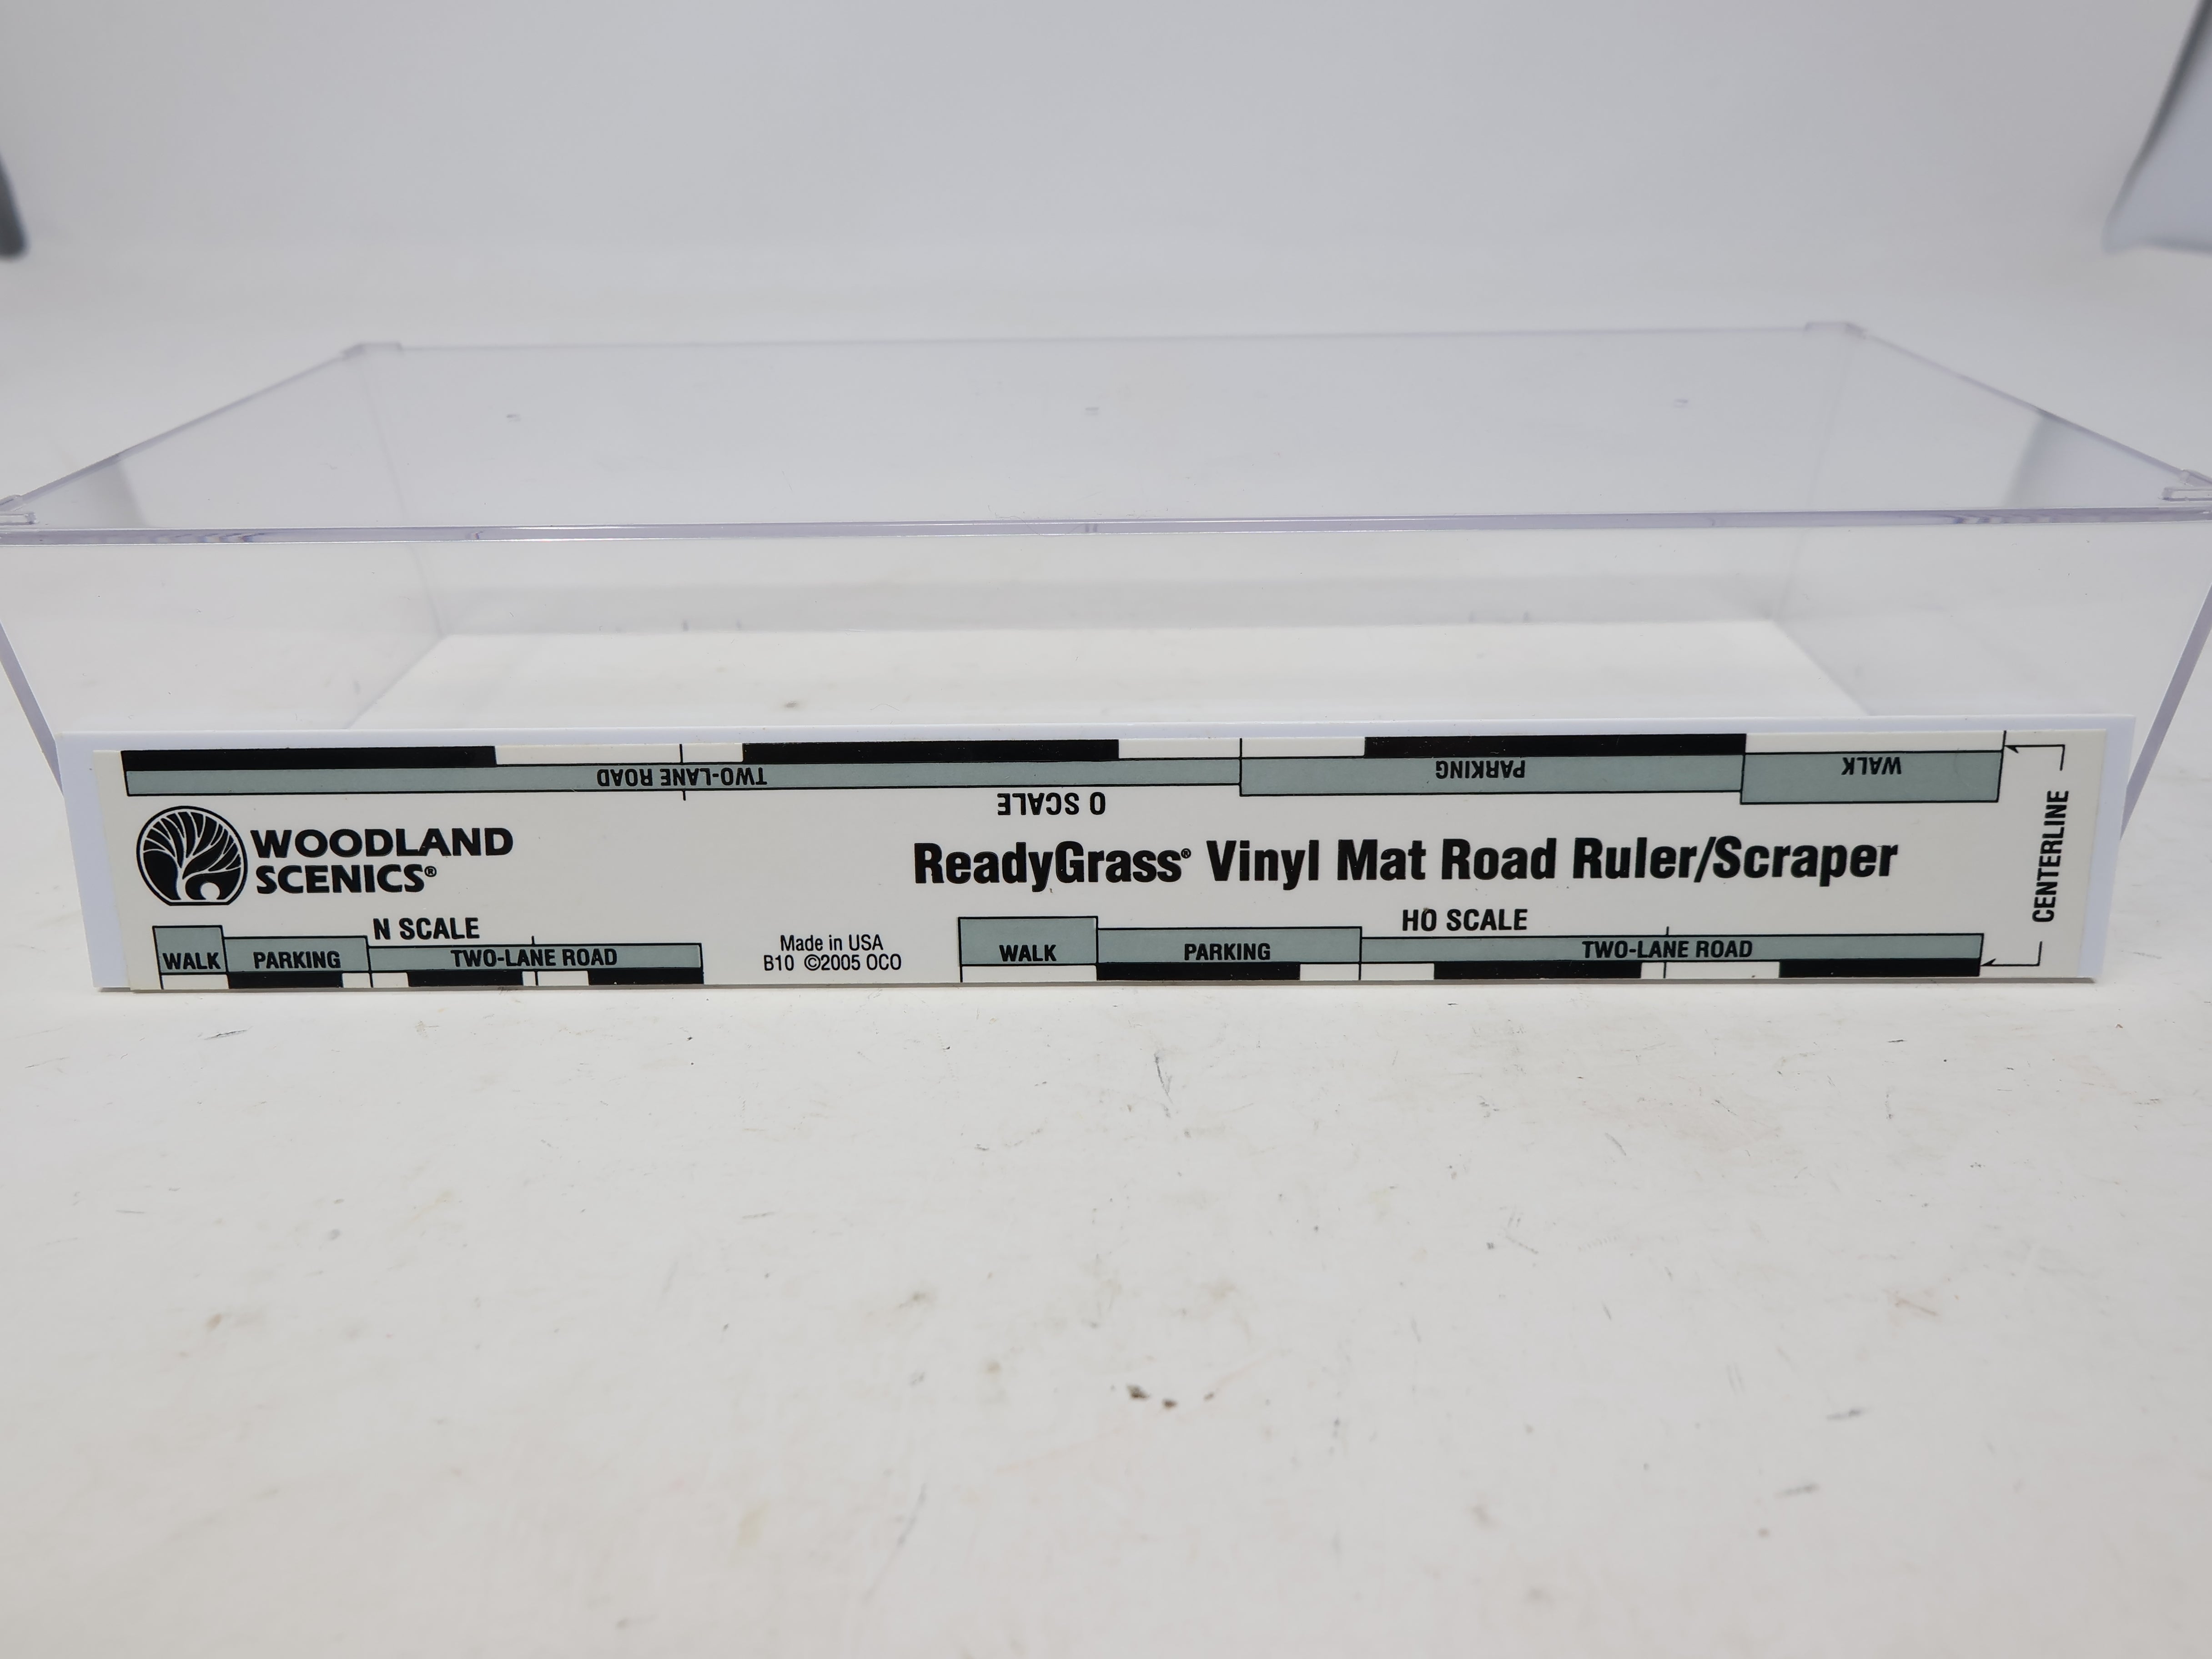 TWO-LANE ROAD PARKING WALK
O SCALE
WOODLAND
SCENICS®
ReadyGrass® Vinyl Mat Road Ruler/Scraper
CENTERLINE
N SCALE
WALK PARKING TWO-LANE ROAD
Made in USA
B10 ©2005 OCO
HO SCALE
WALK PARKING TWO-LANE ROAD